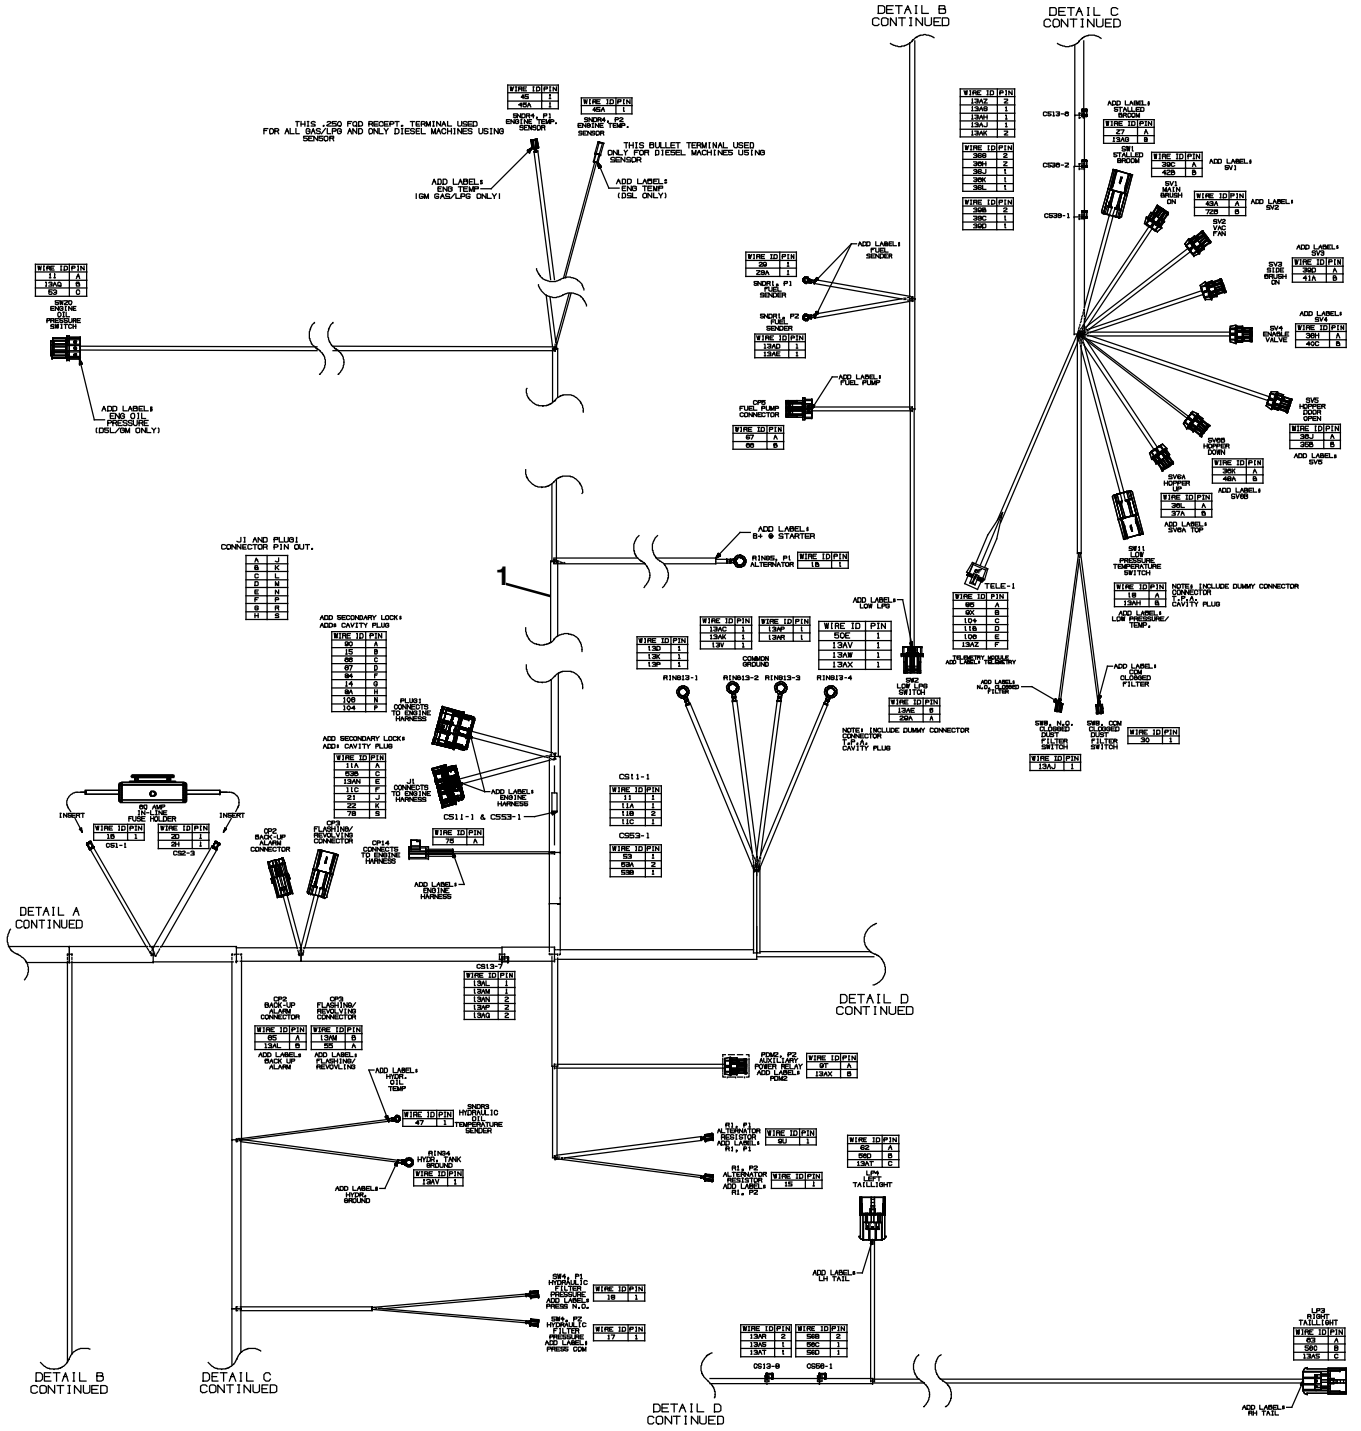 DETAIL B
CONTINUED
DETAIL C
CONTINUED
THIS .250 FQD RECEPT. TERMINAL USED
FOR ALL GAS/LPG AND ONLY DIESEL MACHINES USING
SENSOR
WIRE ID PIN
45 1
45A 1
SNDR4, P1
ENGINE TEMP.
SENSOR
WIRE ID PIN
45A 1
SNDR4, P2
ENGINE TEMP.
SENSOR
THIS BULLET TERMINAL USED
ONLY FOR DIESEL MACHINES USING
SENSOR
ADD LABEL:
ENG TEMP
(GM GAS/LPG ONLY)
ADD LABEL:
ENG TEMP
(DSL ONLY)
WIRE ID PIN
11 A
13AQ B
53 C
SW20
ENGINE
OIL
PRESSURE
SWITCH
ADD LABEL:
ENG OIL
PRESSURE
(DSL/GM ONLY)
WIRE ID PIN
13AZ 2
13AG 1
13AH 1
13AJ 1
13AK 2
CS13-6
WIRE ID PIN
36G 2
36H 2
36J 1
36K 1
36L 1
CS36-2
WIRE ID PIN
39B 2
39C 1
39D 1
CS39-1
ADD LABEL:
STALLED
BROOM
WIRE ID PIN
27 A
13AG B
SW1
STALLED
BROOM
WIRE ID PIN
39C A
42B B
ADD LABEL:
SV1
SV1
MAIN
BRUSH
ON
WIRE ID PIN
43A A
72B B
ADD LABEL:
SV2
SV2
VAC
FAN
ADD LABEL:
SV3
SV3
SIDE
BRUSH
ON
WIRE ID PIN
39D A
41A B
ADD LABEL:
SV4
SV4
ENABLE
VALVE
WIRE ID PIN
36H A
40C B
SV5
HOPPER
DOOR
OPEN
WIRE ID PIN
36J A
35B B
ADD LABEL:
SV5
SV6B
HOPPER
DOWN
WIRE ID PIN
36K A
48A B
ADD LABEL:
SV6B
SV6A
HOPPER
UP
WIRE ID PIN
36L A
37A B
ADD LABEL:
SV6A TOP
SW11
LOW
PRESSURE
TEMPERATURE
SWITCH
WIRE ID PIN
18 A
13AH B
NOTE: INCLUDE DUMMY CONNECTOR
CONNECTOR
T.P.A.
CAVITY PLUG
ADD LABEL:
LOW PRESSURE/
TEMP.
WIRE ID PIN
29 1
29A 1
SNDR1, P1
FUEL
SENDER
ADD LABEL:
FUEL
SENDER
SNDR1, P2
FUEL
SENDER
WIRE ID PIN
13AD 1
13AE 1
ADD LABEL:
FUEL PUMP
CP5
FUEL PUMP
CONNECTOR
WIRE ID PIN
67 A
66 B
TELE-1
WIRE ID PIN
95 A
9X B
104 C
11B D
106 E
13AZ F
TELEMETRY MODULE
ADD LABEL: TELEMETRY
J1 AND PLUG1
CONNECTOR PIN OUT.
A J
B K
C L
D M
E N
F P
G R
H S
1
ADD LABEL:
B+ @ STARTER
RING5, P1
ALTERNATOR
WIRE ID PIN
1B 1
ADD SECONDARY LOCK:
ADD: CAVITY PLUG
WIRE ID PIN
90 A
15 B
66 C
67 D
84 F
14 G
9A H
106 N
104 P
PLUG1
CONNECTS
TO ENGINE
HARNESS
ADD SECONDARY LOCK:
ADD: CAVITY PLUG
WIRE ID PIN
11A A
53B C
13AN E
11C F
21 J
22 K
78 S
J1
CONNECTS
TO ENGINE
HARNESS
ADD LABEL:
ENGINE
HARNESS
CS11-1 & CS53-1
CP14
CONNECTS
TO ENGINE
HARNESS
WIRE ID PIN
75 A
ADD LABEL:
ENGINE
HARNESS
CS11-1
WIRE ID PIN
11 1
11A 1
11B 2
11C 1
CS53-1
WIRE ID PIN
53 1
53A 2
53B 1
WIRE ID PIN
13D 1
13K 1
13P 1
RING13-1
WIRE ID PIN
13AC 1
13AK 1
13V 1
RING13-2
COMMON
GROUND
WIRE ID PIN
13AP 1
13AR 1
RING13-3
WIRE ID PIN
50E 1
13AV 1
13AW 1
13AX 1
RING13-4
ADD LABEL:
LOW LPG
SW2
LOW LPG
SWITCH
WIRE ID PIN
13AE B
29A A
NOTE: INCLUDE DUMMY CONNECTOR
CONNECTOR
T.P.A.
CAVITY PLUG
ADD LABEL:
N.O. CLOGGED
FILTER
ADD LABEL:
COM
CLOGGED
FILTER
SW8, N.O.
CLOGGED
DUST
FILTER
SWITCH
WIRE ID PIN
13AJ 1
SW8, COM
CLOGGED
DUST
FILTER
SWITCH
WIRE ID PIN
30 1
INSERT
60 AMP
IN-LINE
FUSE HOLDER
INSERT
WIRE ID PIN
1B 1
CS1-1
WIRE ID PIN
2D 1
2H 1
CS2-3
CP2
BACK-UP
ALARM
CONNECTOR
CP3
FLASHING/
REVOLVING
CONNECTOR
DETAIL A
CONTINUED
CS13-7
WIRE ID PIN
13AL 1
13AM 1
13AN 2
13AP 2
13AQ 2
DETAIL D
CONTINUED
CP2
BACK-UP
ALARM
CONNECTOR
WIRE ID PIN
65 A
13AL B
ADD LABEL:
BACK UP
ALARM
CP3
FLASHING/
REVOLVING
CONNECTOR
WIRE ID PIN
13AM B
55 A
ADD LABEL:
FLASHING/
REVOVLING
ADD LABEL:
HYDR.
OIL
TEMP
WIRE ID PIN
47 1
SNDR3
HYDRAULIC
OIL
TEMPERATURE
SENDER
RING4
HYDR. TANK
GROUND
WIRE ID PIN
13AV 1
ADD LABEL:
HYDR.
GROUND
PDM2, P2
AUXILIARY
POWER RELAY
ADD LABEL:
PDM2
WIRE ID PIN
9T A
13AX B
R1, P1
ALTERNATOR
RESISTOR
ADD LABEL:
R1, P1
WIRE ID PIN
9U 1
R1, P2
ALTERNATOR
RESISTOR
ADD LABEL:
R1, P2
WIRE ID PIN
15 1
WIRE ID PIN
62 A
56D B
13AT C
LP4
LEFT
TAILLIGHT
ADD LABEL:
LH TAIL
SW4, P1
HYDRAULIC
FILTER
PRESSURE
ADD LABEL:
PRESS N.O.
WIRE ID PIN
18 1
SW4, P2
HYDRAULIC
FILTER
PRESSURE
ADD LABEL:
PRESS COM
WIRE ID PIN
17 1
WIRE ID PIN
13AR 2
13AS 1
13AT 1
CS13-8
WIRE ID PIN
56B 2
56C 1
56D 1
CS56-1
LP3
RIGHT
TAILLIGHT
WIRE ID PIN
63 A
56C B
13AS C
ADD LABEL:
RH TAIL
DETAIL B
CONTINUED
DETAIL C
CONTINUED
DETAIL D
CONTINUED